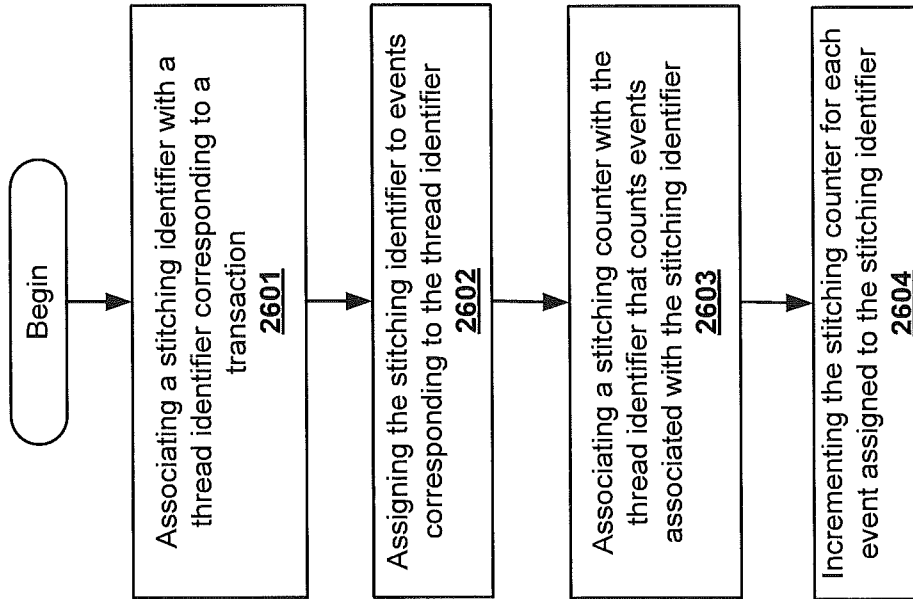 Begin
Associating a stitching identifier with a
thread identifier corresponding to a
transaction
2601
Assigning the stitching identifier to events
corresponding to the thread identifier
2602
Associating a stitching counter with the
thread identifier that counts events
associated with the stitching identifier
2603
Incrementing the stitching counter for each
event assigned to the stitching identifier
2604